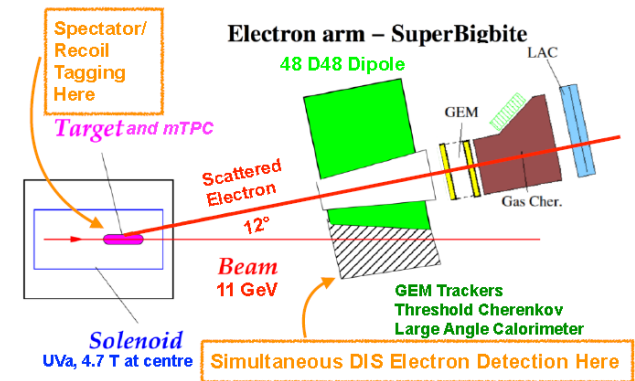 Spectator/
Recoil
Tagging
Here
Electron arm – SuperBigbite
48 D48 Dipole
LAC
GEM
Target and mTPC
Scattered
Electron
12°
Gas Cher.
Beam
11 GeV
GEM Trackers
Threshold Cherenkov
Large Angle Calorimeter
Solenoid
UVa, 4.7 T at centre
Simultaneous DIS Electron Detection Here